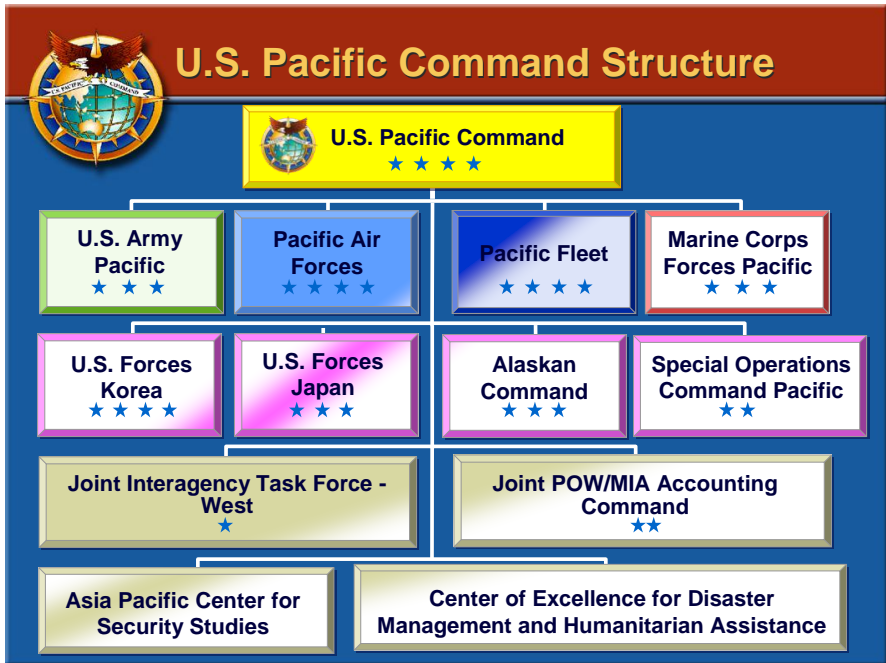 U.S. PACIFIC COMMAND
U.S. Pacific Command Structure
U.S. Pacific Command
U.S. Army
Pacific
Pacific Air
Forces
Pacific Fleet
Marine Corps
Forces Pacific
U.S. Forces
Korea
U.S. Forces
Japan
Alaskan
Command
Special Operations
Command Pacific
Joint Interagency Task Force -
West
Joint POW/MIA Accounting
Command
Asia Pacific Center for
Security Studies
Center of Excellence for Disaster
Management and Humanitarian Assistance